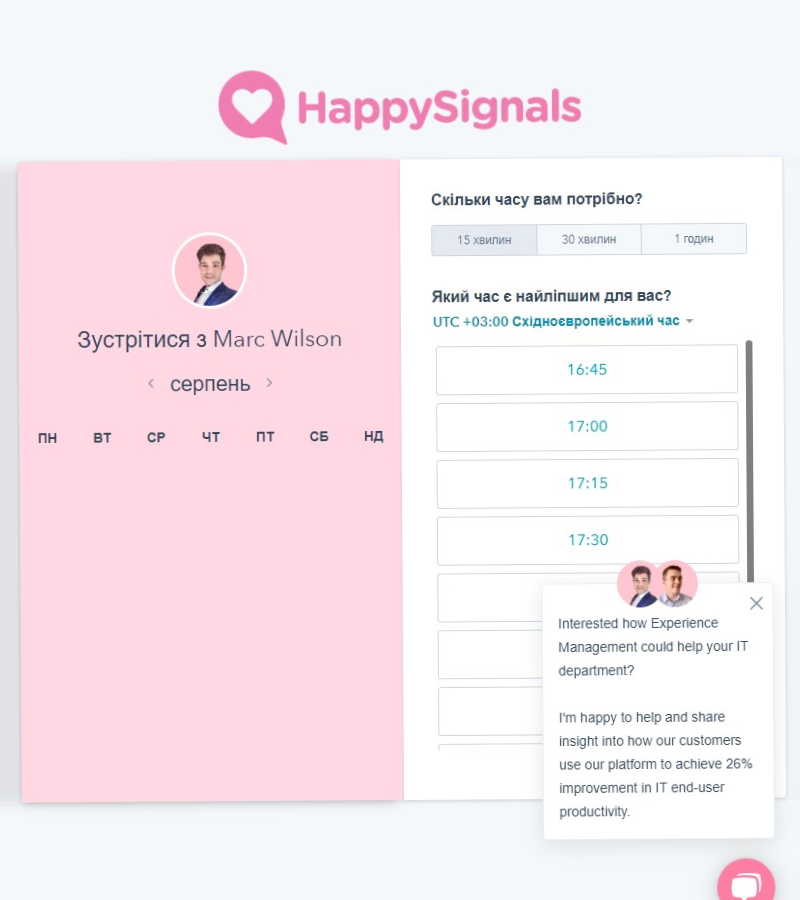 HappySignals
Зустрітися з Marc Wilson
серпень
ПН ВТ СР ЧТ ПТ СБ НД
Скільки часу вам потрібно?
15 хвилин 30 хвилин 1 годин
Який час є найліпшим для вас?
UTC +03:00 Східноєвропейський час
16:45
17:00
17:15
17:30
Interested how Experience
Management could help your IT
department?
I'm happy to help and share
insight into how our customers
use our platform to achieve 26%
improvement in IT end-user
productivity.